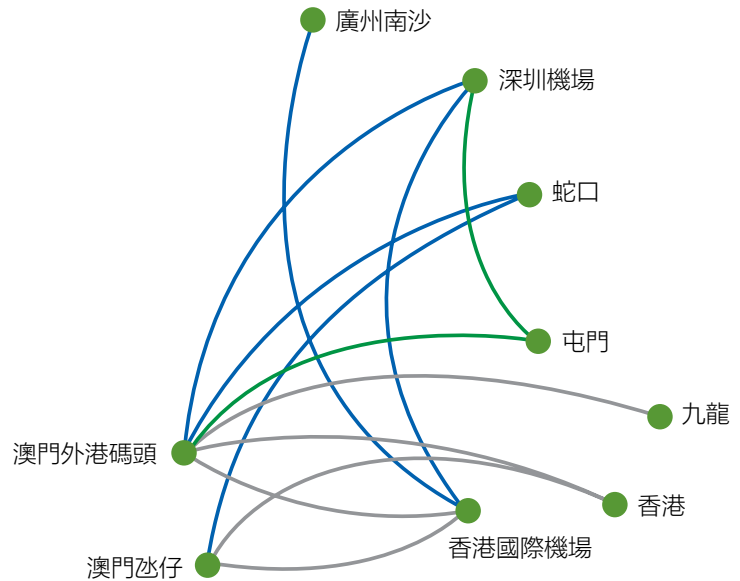 廣州南沙
深圳機場
蛇口
屯門
九龍
澳門外港碼頭
香港
香港國際機場
澳門氹仔